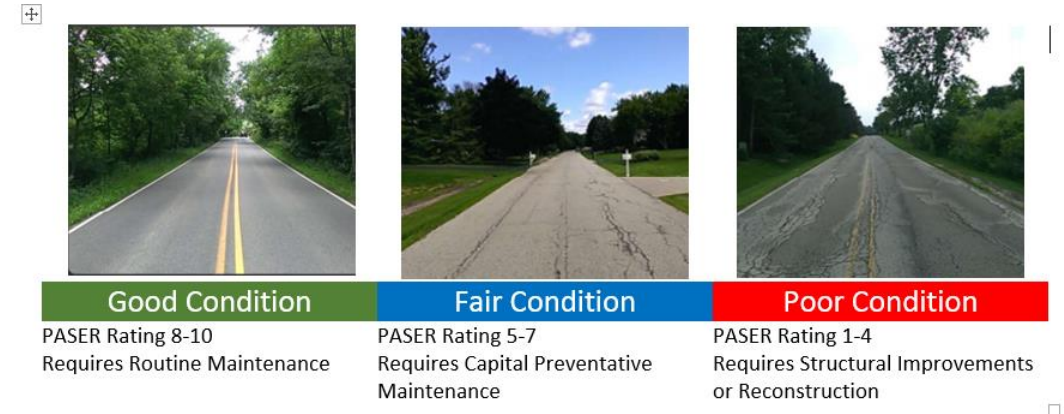 Good Condition
PASER Rating 8-10
Requires Routine Maintenance
Fair Condition
PASER Rating 5-7
Requires Capital Preventative
Maintenance
Poor Condition
PASER Rating 1-4
Requires Structural Improvements
or Reconstruction